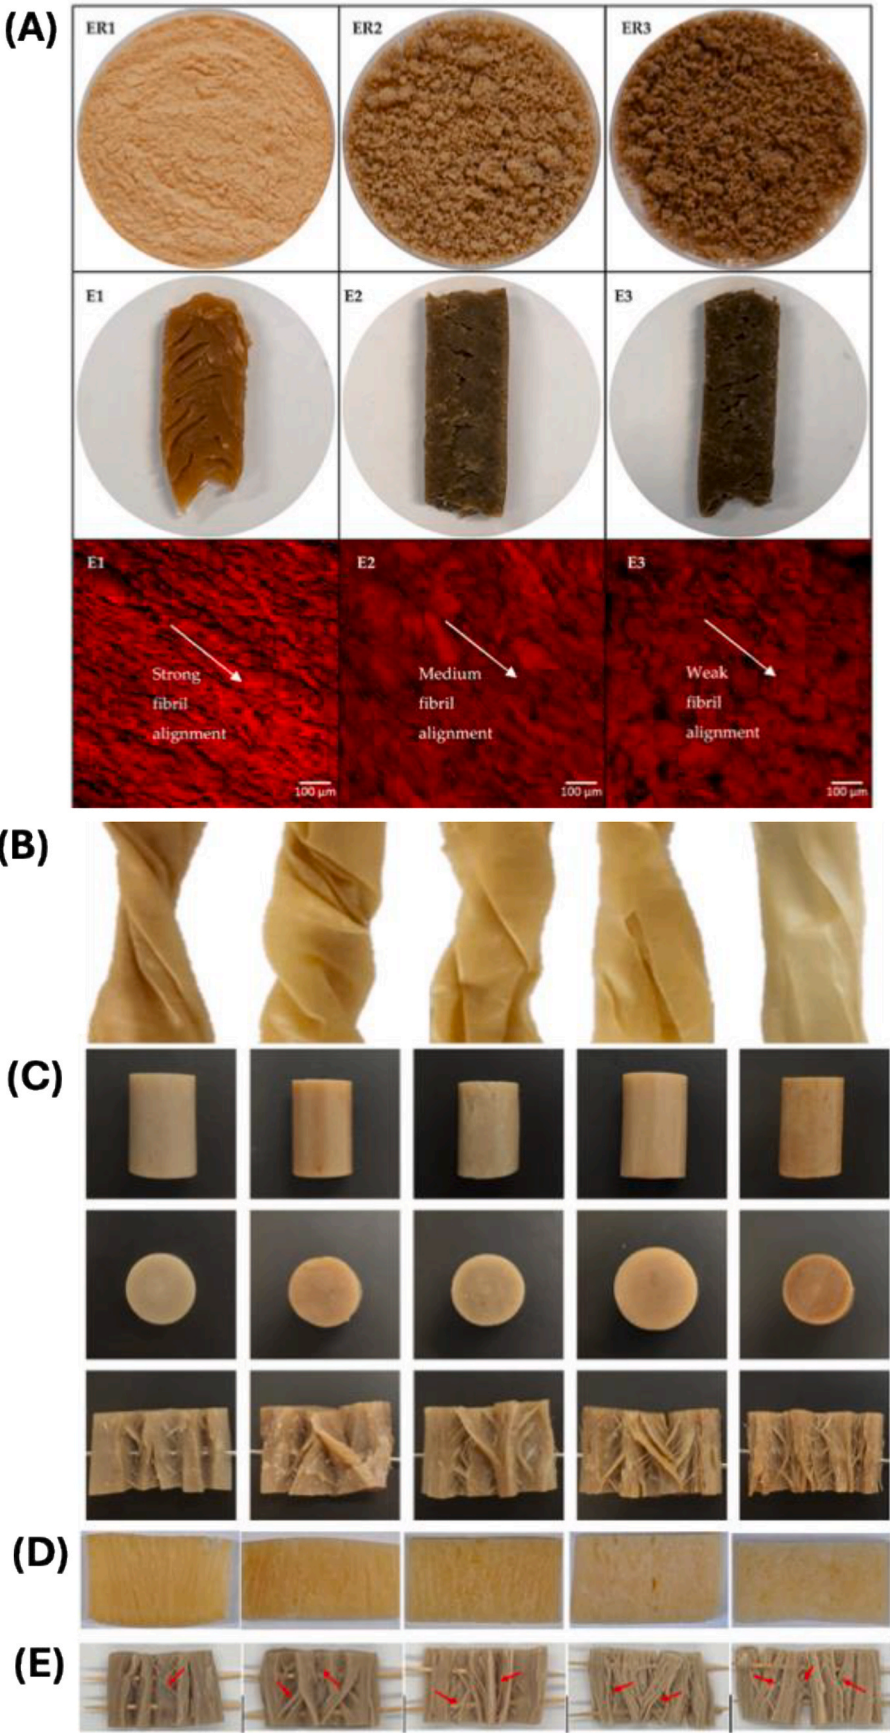 (A)
ER1
ER2
ER3
E1
E2
E3
E1
E2
E3
Strong
fibril
alignment
Medium
fibril
alignment
Weak
fibril
alignment
100 µm
100 µm
100 µm
(B)
(C)
(D)
(E)